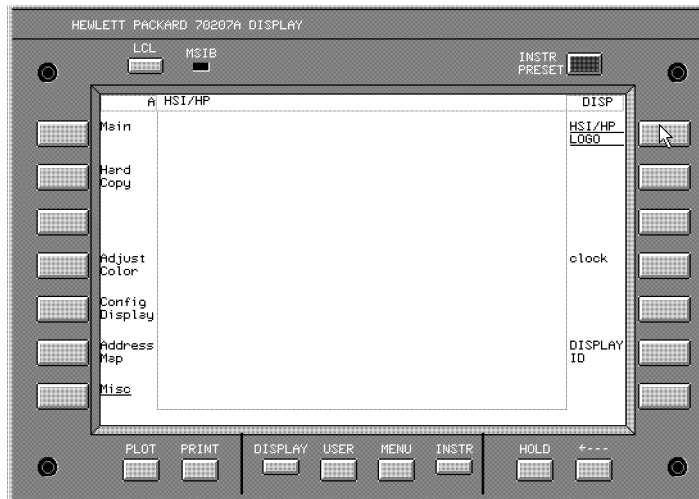 HEWLETT PACKARD 70207A DISPLAY
LCL
MSIB
INSTR
PRESET
A HSI/HP
DISP
Main
HSI/HP
LOGO
Hard
Copy
Adjust
Color
clock
Config
Display
Address
Map
DISPLAY
ID
Misc
PLOT PRINT DISPLAY USER MENU INSTR HOLD ←---